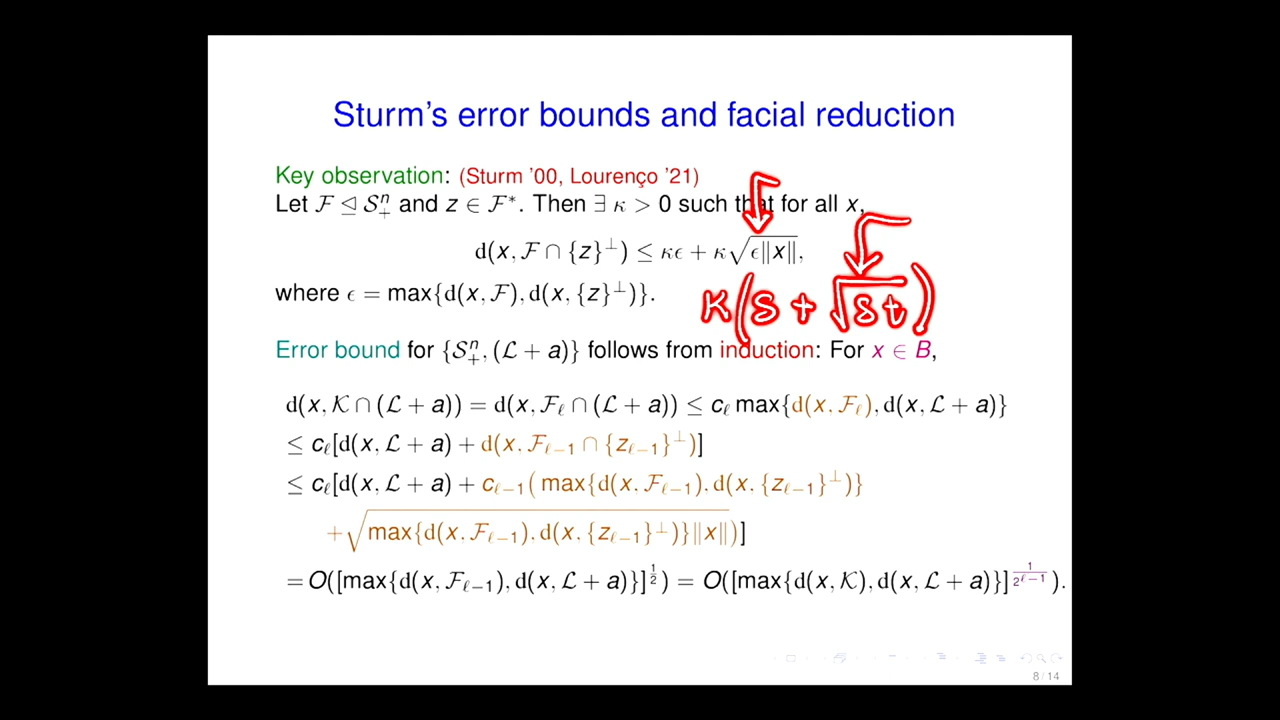 Sturm's error bounds and facial reduction
Key observation: (Sturm '00, Lourenço '21)
Let ℱ ⊴ 𝒮ⁿ₊ and z ∈ ℱ*. Then ∃ κ > 0 such that for all x,
d(x, ℱ ∩ {z}^⊥) ≤ κϵ + κ√(ϵ‖x‖),
where ϵ = max{d(x, ℱ), d(x, {z}^⊥)}.
K(S + √(St))
Error bound for {𝒮ⁿ₊, (ℒ + a)} follows from induction: For x ∈ B,
d(x, 𝒦 ∩ (ℒ + a)) = d(x, ℱ_ℓ ∩ (ℒ + a)) ≤ c_ℓ max{d(x, ℱ_ℓ), d(x, ℒ + a)}
≤ c_ℓ[d(x, ℒ + a) + d(x, ℱ_{ℓ−1} ∩ {z_{ℓ−1}}^⊥)]
≤ c_ℓ[d(x, ℒ + a) + c_{ℓ−1}( max{d(x, ℱ_{ℓ−1}), d(x, {z_{ℓ−1}}^⊥)}
+√(max{d(x, ℱ_{ℓ−1}), d(x, {z_{ℓ−1}}^⊥)}‖x‖))]
= O([max{d(x, ℱ_{ℓ−1}), d(x, ℒ + a)}]^{1/2}) = O([max{d(x, 𝒦), d(x, ℒ + a)}]^{1/2^{ℓ−1}}).
8 / 14